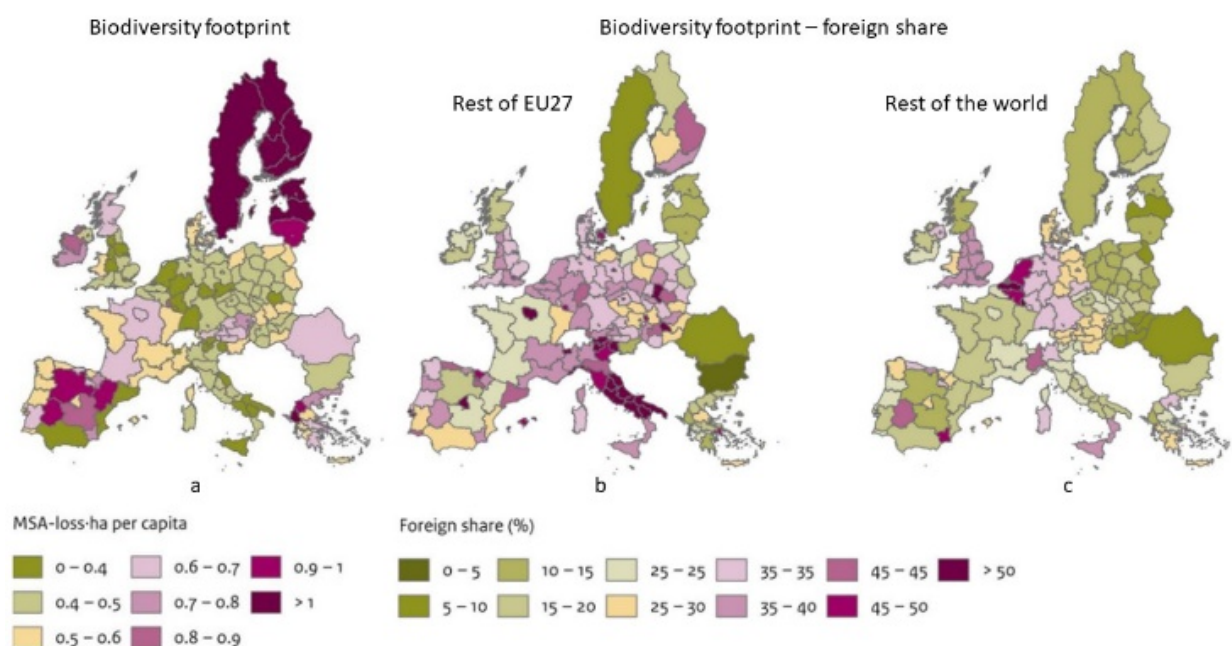 Biodiversity footprint
Biodiversity footprint – foreign share
Rest of EU27
Rest of the world
a
b
c
MSA-loss·ha per capita
0 – 0.4
0.6 – 0.7
0.9 – 1
0.4 – 0.5
0.7 – 0.8
> 1
0.5 – 0.6
0.8 – 0.9
Foreign share (%)
0 – 5
10 – 15
25 – 25
35 – 35
45 – 45
> 50
5 – 10
15 – 20
25 – 30
35 – 40
45 – 50